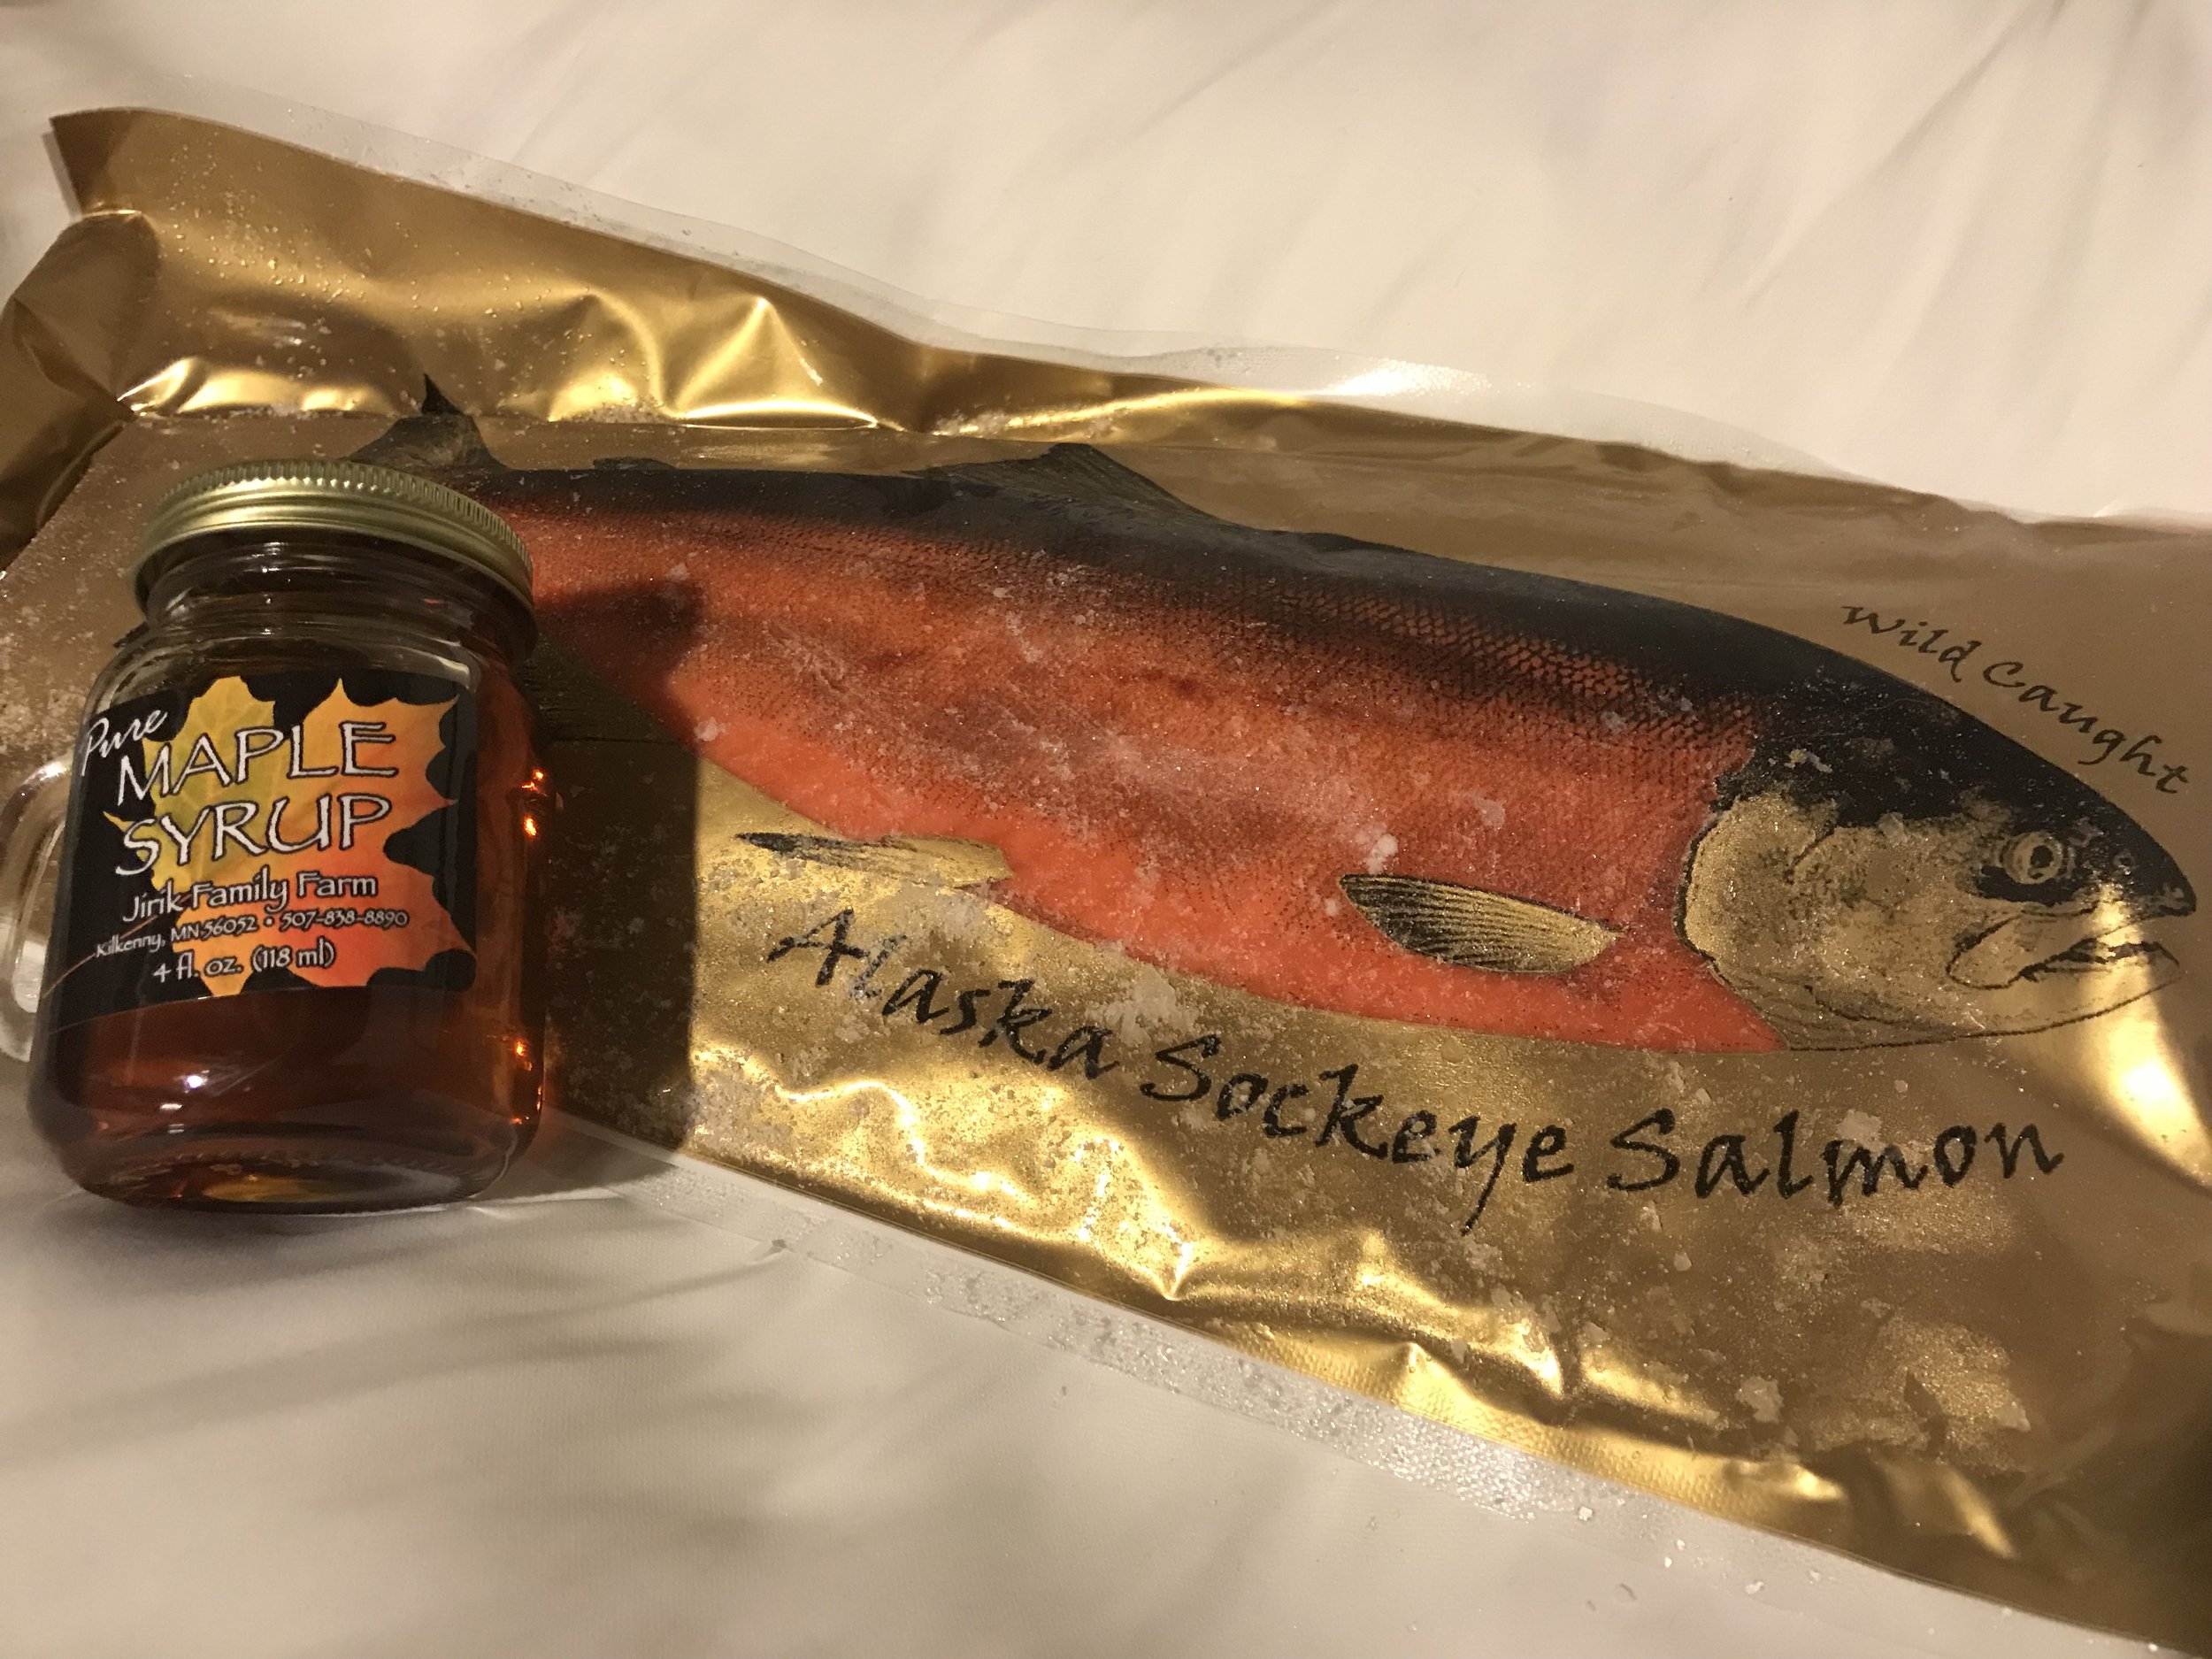 Pure
MAPLE
SYRUP
Jirik Family Farm
Kilkenny, MN 56052 • 507-838-8890
4 fl. oz. (118 ml)
Wild Caught
Alaska Sockeye Salmon